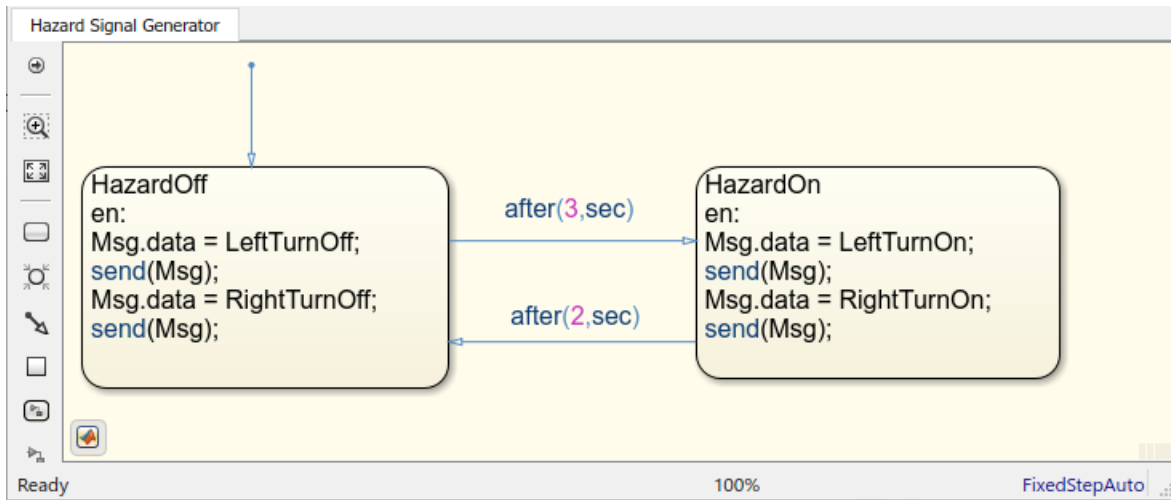 Hazard Signal Generator
HazardOff
en:
Msg.data = LeftTurnOff;
send(Msg);
Msg.data = RightTurnOff;
send(Msg);
after(3,sec)
after(2,sec)
HazardOn
en:
Msg.data = LeftTurnOn;
send(Msg);
Msg.data = RightTurnOn;
send(Msg);
Ready
100%
FixedStepAuto